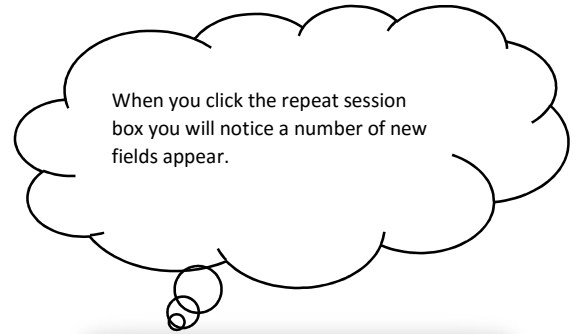 When you click the repeat session
box you will notice a number of new
fields appear.